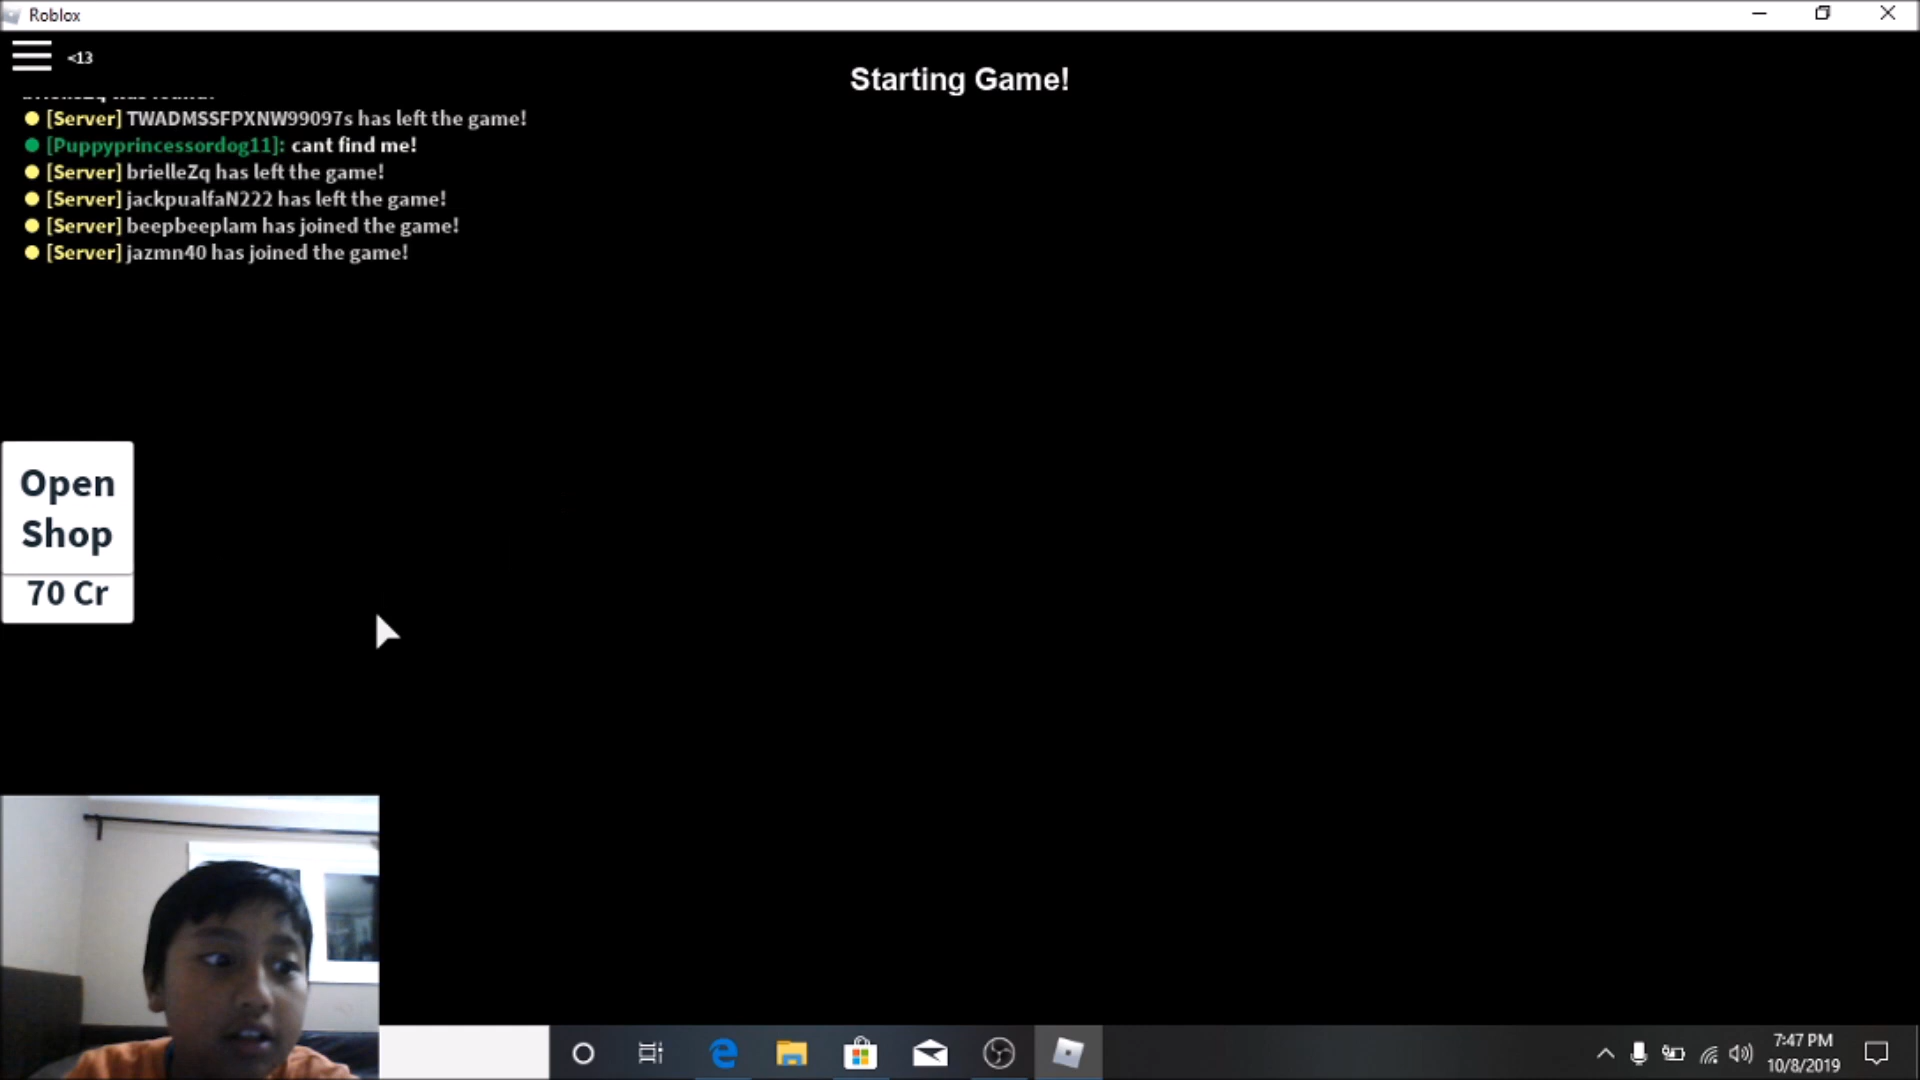 Roblox
<13
Starting Game!
[Server] TWADMSSFPXNW99097s has left the game!
[Puppyprincessordog11]: cant find me!
[Server] brielleZq has left the game!
[Server] jackpualfaN222 has left the game!
[Server] beepbeeplam has joined the game!
[Server] jazmn40 has joined the game!
Open
Shop
70 Cr
7:47 PM
10/8/2019